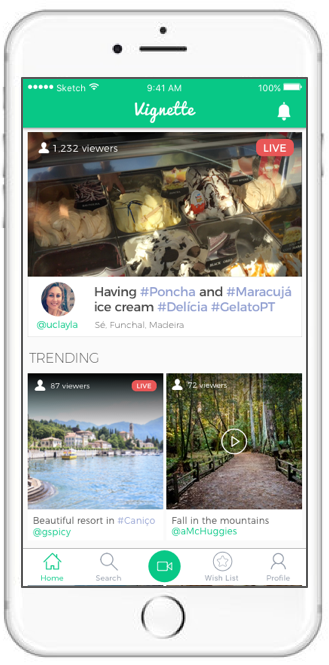 Sketch 9:41 AM 100%
Vignette
1,232 viewers LIVE
Having #Poncha and #Maracujá
ice cream #Delícia #GelatoPT
@uclayla Sé, Funchal, Madeira
TRENDING
87 viewers LIVE 72 viewers
Beautiful resort in #Caniço Fall in the mountains
@gspicy @aMcHuggies
Home Search Wish List Profile